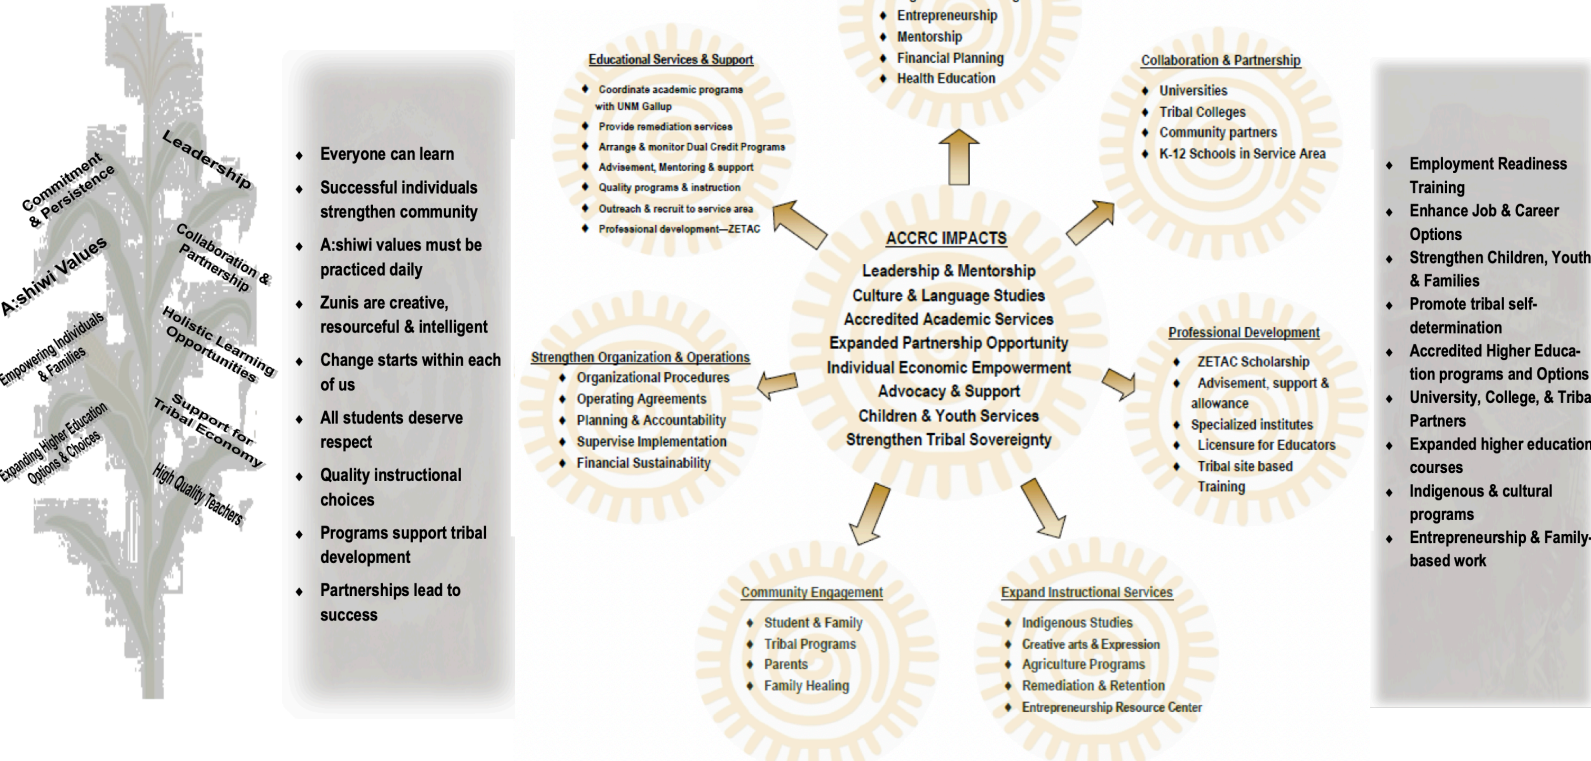 Leadership
Commitment
& Persistence
Collaboration &
Partnership
A:shiwi Values
Holistic Learning
Opportunities
Empowering Individuals
& Families
Support for
Tribal Economy
Expanding Higher Education
Options & Choices
High Quality Teachers
♦ Everyone can learn
♦ Successful individuals
strengthen community
♦ A:shiwi values must be
practiced daily
♦ Zunis are creative,
resourceful & intelligent
♦ Change starts within each
of us
♦ All students deserve
respect
♦ Quality instructional
choices
♦ Programs support tribal
development
♦ Partnerships lead to
success
♦ Entrepreneurship
♦ Mentorship
♦ Financial Planning
♦ Health Education
Educational Services & Support
♦ Coordinate academic programs
with UNM Gallup
♦ Provide remediation services
♦ Arrange & monitor Dual Credit Programs
♦ Advisement, Mentoring & support
♦ Quality programs & instruction
♦ Outreach & recruit to service area
♦ Professional development—ZETAC
Collaboration & Partnership
♦ Universities
♦ Tribal Colleges
♦ Community partners
♦ K-12 Schools in Service Area
ACCRC IMPACTS
Leadership & Mentorship
Culture & Language Studies
Accredited Academic Services
Expanded Partnership Opportunity
Individual Economic Empowerment
Advocacy & Support
Children & Youth Services
Strengthen Tribal Sovereignty
Strengthen Organization & Operations
♦ Organizational Procedures
♦ Operating Agreements
♦ Planning & Accountability
♦ Supervise Implementation
♦ Financial Sustainability
Professional Development
♦ ZETAC Scholarship
♦ Advisement, support &
allowance
♦ Specialized institutes
♦ Licensure for Educators
♦ Tribal site based
Training
Community Engagement
♦ Student & Family
♦ Tribal Programs
♦ Parents
♦ Family Healing
Expand Instructional Services
♦ Indigenous Studies
♦ Creative arts & Expression
♦ Agriculture Programs
♦ Remediation & Retention
♦ Entrepreneurship Resource Center
♦ Employment Readiness
Training
♦ Enhance Job & Career
Options
♦ Strengthen Children, Youth
& Families
♦ Promote tribal self-
determination
♦ Accredited Higher Educa-
tion programs and Options
♦ University, College, & Triba
Partners
♦ Expanded higher education
courses
♦ Indigenous & cultural
programs
♦ Entrepreneurship & Family-
based work